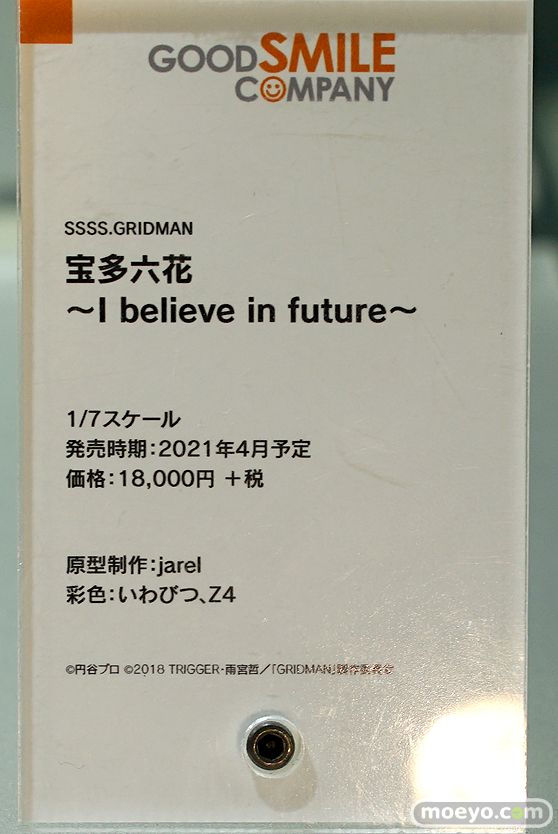 GOODSMILE
COMPANY
SSSS.GRIDMAN
宝多六花
～I believe in future～
1/7スケール
発売時期：2021年4月予定
価格：18,000円 ＋税
原型制作：jarel
彩色：いわびつ、Z4
©円谷プロ ©2018 TRIGGER・雨宮哲／「GRIDMAN」製作委員会
moeyo.com